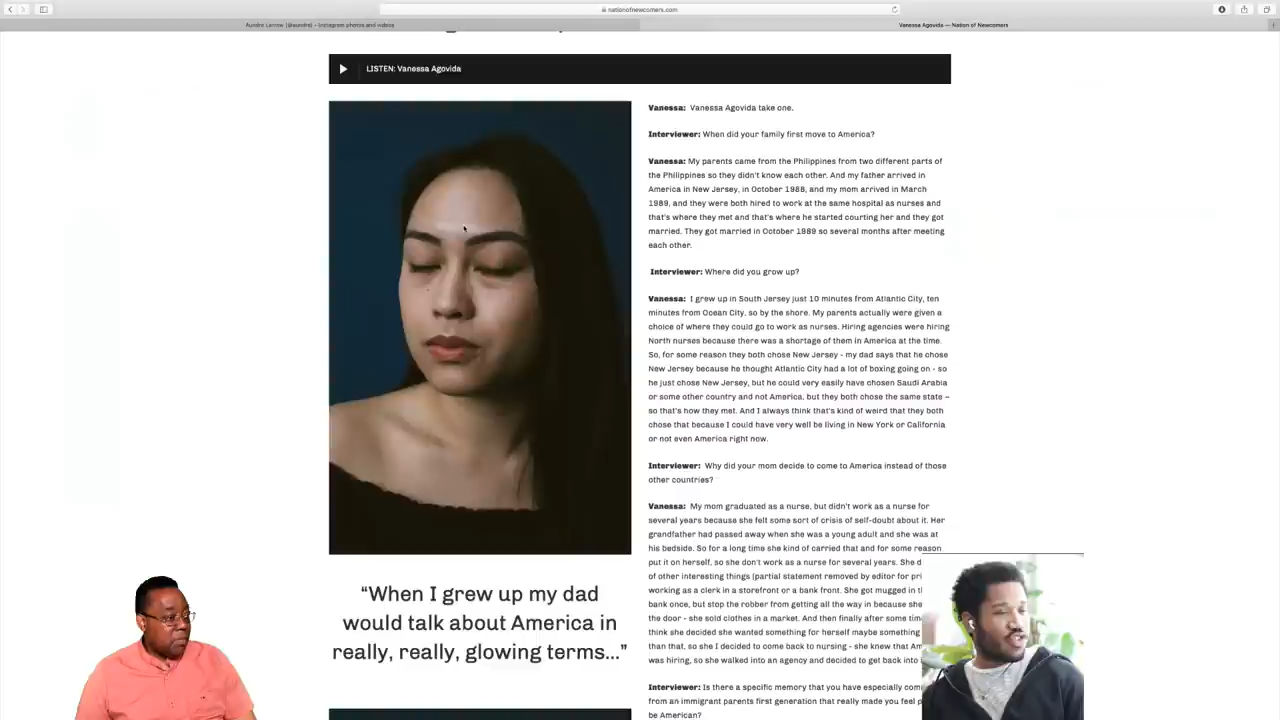 nationofnewcomers.com
Aundre Larrow (@aundre) • Instagram photos and videos
Vanessa Agovida — Nation of Newcomers
LISTEN: Vanessa Agovida
Vanessa: Vanessa Agovida take one.
Interviewer: When did your family first move to America?
Vanessa: My parents came from the Philippines from two different parts of
the Philippines so they didn't know each other. And my father arrived in
America in New Jersey, in October 1988, and my mom arrived in March
1989, and they were both hired to work at the same hospital as nurses and
that's where they met and that's where he started courting her and they got
married. They got married in October 1989 so several months after meeting
each other.
Interviewer: Where did you grow up?
Vanessa: I grew up in South Jersey just 10 minutes from Atlantic City, ten
minutes from Ocean City, so by the shore. My parents actually were given a
choice of where they could go to work as nurses. Hiring agencies were hiring
North nurses because there was a shortage of them in America at the time.
So, for some reason they both chose New Jersey - my dad says that he chose
New Jersey because he thought Atlantic City had a lot of boxing going on - so
he just chose New Jersey, but he could very easily have chosen Saudi Arabia
or some other country and not America, but they both chose the same state –
so that's how they met. And I always think that's kind of weird that they both
chose that because I could have very well be living in New York or California
or not even America right now.
Interviewer: Why did your mom decide to come to America instead of those
other countries?
Vanessa: My mom graduated as a nurse, but didn't work as a nurse for
several years because she felt some sort of crisis of self-doubt about it. Her
grandfather had passed away when she was a young adult and she was at
his bedside. So for a long time she kind of carried that and for some reason
put it on herself, so she don't work as a nurse for several years. She d
of other interesting things (partial statement removed by editor for pri
working as a clerk in a storefront or a bank front. She got mugged in t
bank once, but stop the robber from getting all the way in because she
the door - she sold clothes in a market. And then finally after some tim
think she decided she wanted something for herself maybe something
than that, so she I decided to come back to nursing - she knew that Am
was hiring, so she walked into an agency and decided to get back into
Interviewer: Is there a specific memory that you have especially com
from an immigrant parents first generation that really made you feel p
be American?
“When I grew up my dad
would talk about America in
really, really, glowing terms...”